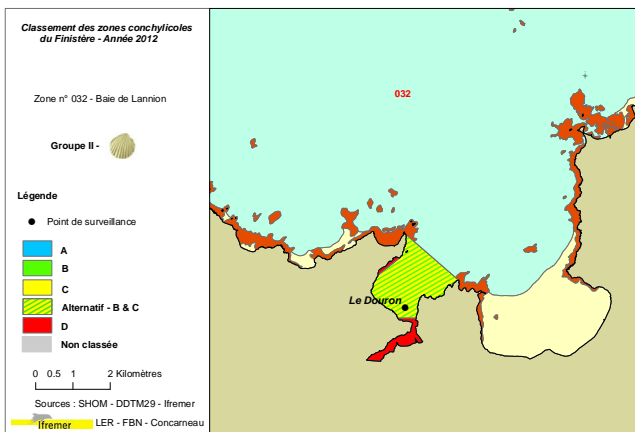 Classement des zones conchylicoles
du Finistère - Année 2012
Zone n° 032 - Baie de Lannion
Groupe II -
Légende
Point de surveillance
A
B
C
Alternatif - B & C
D
Non classée
0 0.5 1 2 Kilomètres
Sources : SHOM - DDTM29 - Ifremer
Ifremer LER - FBN - Concarneau
032
Le Douron